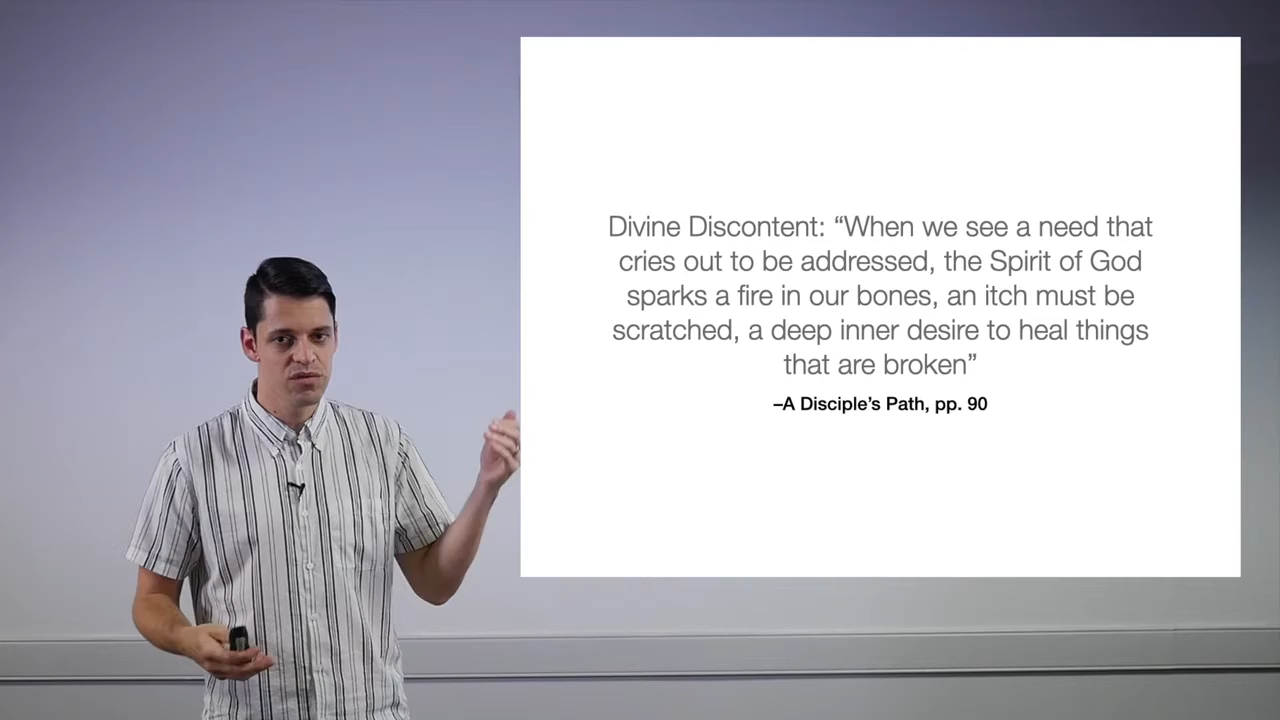 Divine Discontent: “When we see a need that
cries out to be addressed, the Spirit of God
sparks a fire in our bones, an itch must be
scratched, a deep inner desire to heal things
that are broken”
–A Disciple’s Path, pp. 90